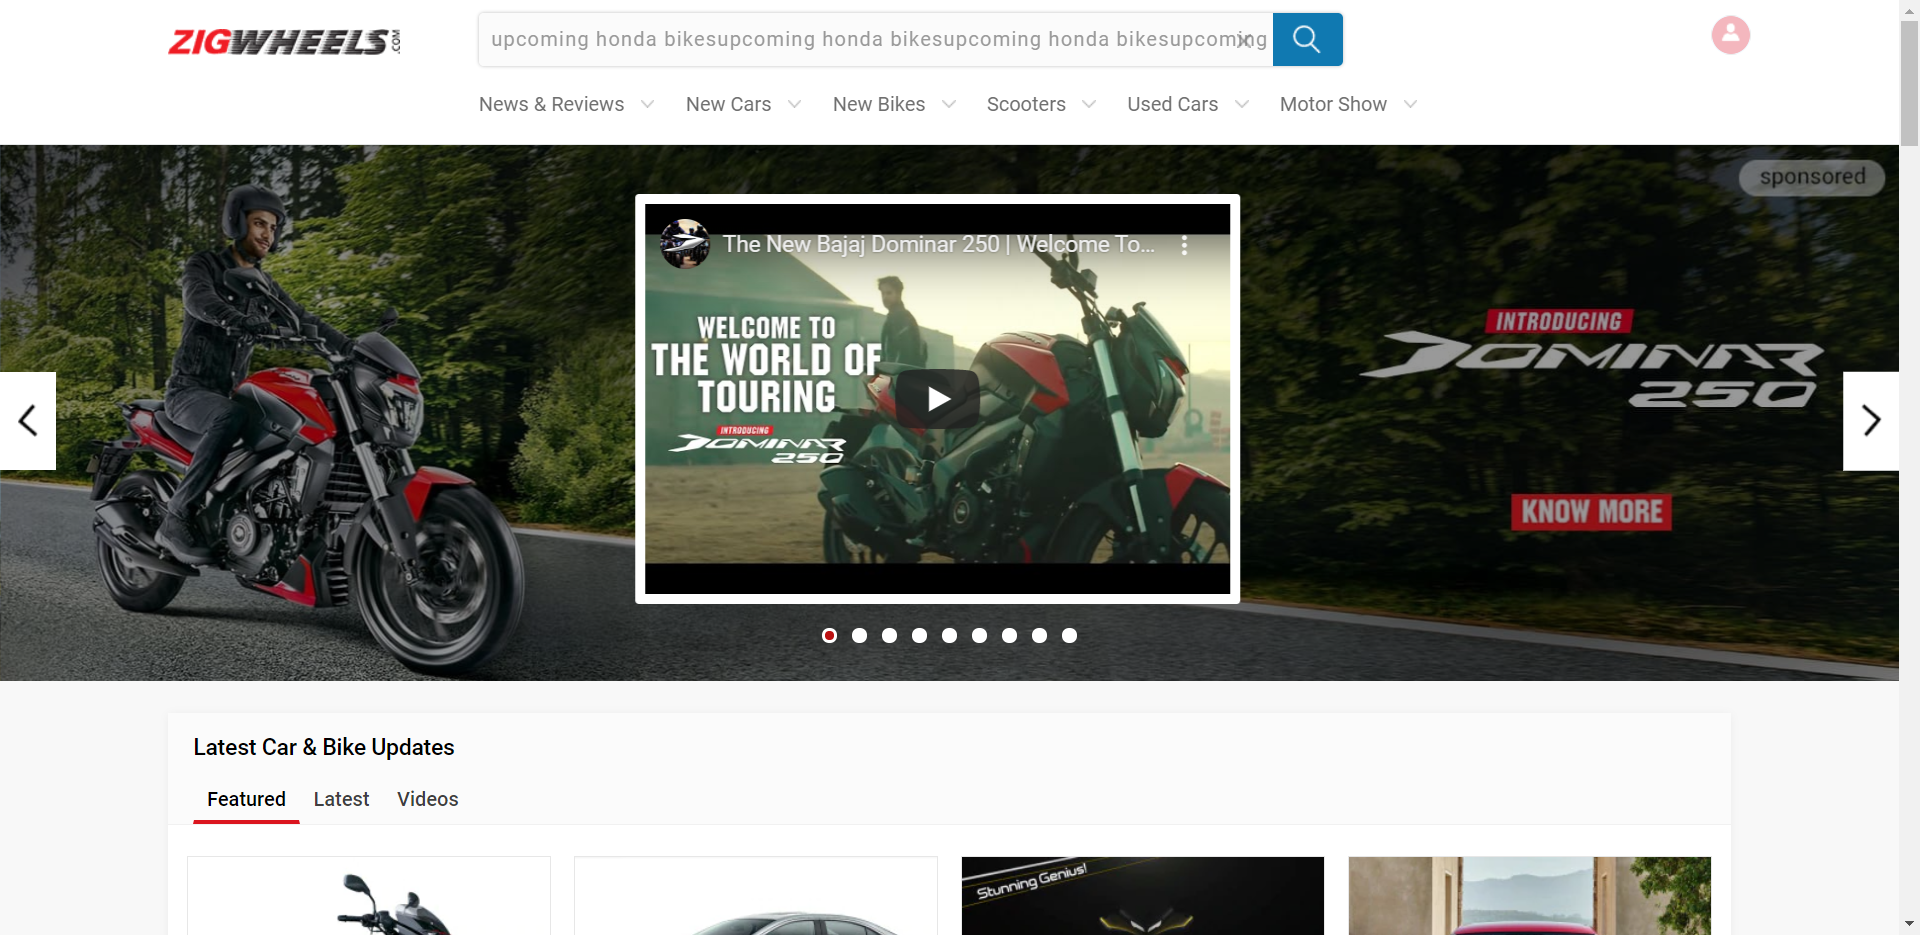 ZIGWHEELS.COM
upcoming honda bikesupcoming honda bikesupcoming honda bikesupcoming
News & Reviews
New Cars
New Bikes
Scooters
Used Cars
Motor Show
sponsored
The New Bajaj Dominar 250 | Welcome To...
WELCOME TO
THE WORLD OF
TOURING
INTRODUCING
DOMINAR
250
INTRODUCING
DOMINAR
250
KNOW MORE
Latest Car & Bike Updates
Featured
Latest
Videos
Stunning Genius!